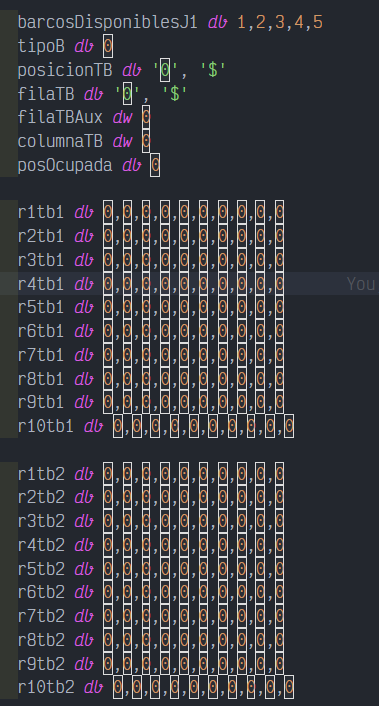 barcosDisponiblesJ1 db 1,2,3,4,5
tipoB db 0
posicionTB db '0', '$'
filaTB db '0', '$'
filaTBAux dw 0
columnaTB dw 0
posOcupada db 0
r1tb1 db 0,0,0,0,0,0,0,0,0,0
r2tb1 db 0,0,0,0,0,0,0,0,0,0
r3tb1 db 0,0,0,0,0,0,0,0,0,0
r4tb1 db 0,0,0,0,0,0,0,0,0,0 You
r5tb1 db 0,0,0,0,0,0,0,0,0,0
r6tb1 db 0,0,0,0,0,0,0,0,0,0
r7tb1 db 0,0,0,0,0,0,0,0,0,0
r8tb1 db 0,0,0,0,0,0,0,0,0,0
r9tb1 db 0,0,0,0,0,0,0,0,0,0
r10tb1 db 0,0,0,0,0,0,0,0,0,0
r1tb2 db 0,0,0,0,0,0,0,0,0,0
r2tb2 db 0,0,0,0,0,0,0,0,0,0
r3tb2 db 0,0,0,0,0,0,0,0,0,0
r4tb2 db 0,0,0,0,0,0,0,0,0,0
r5tb2 db 0,0,0,0,0,0,0,0,0,0
r6tb2 db 0,0,0,0,0,0,0,0,0,0
r7tb2 db 0,0,0,0,0,0,0,0,0,0
r8tb2 db 0,0,0,0,0,0,0,0,0,0
r9tb2 db 0,0,0,0,0,0,0,0,0,0
r10tb2 db 0,0,0,0,0,0,0,0,0,0